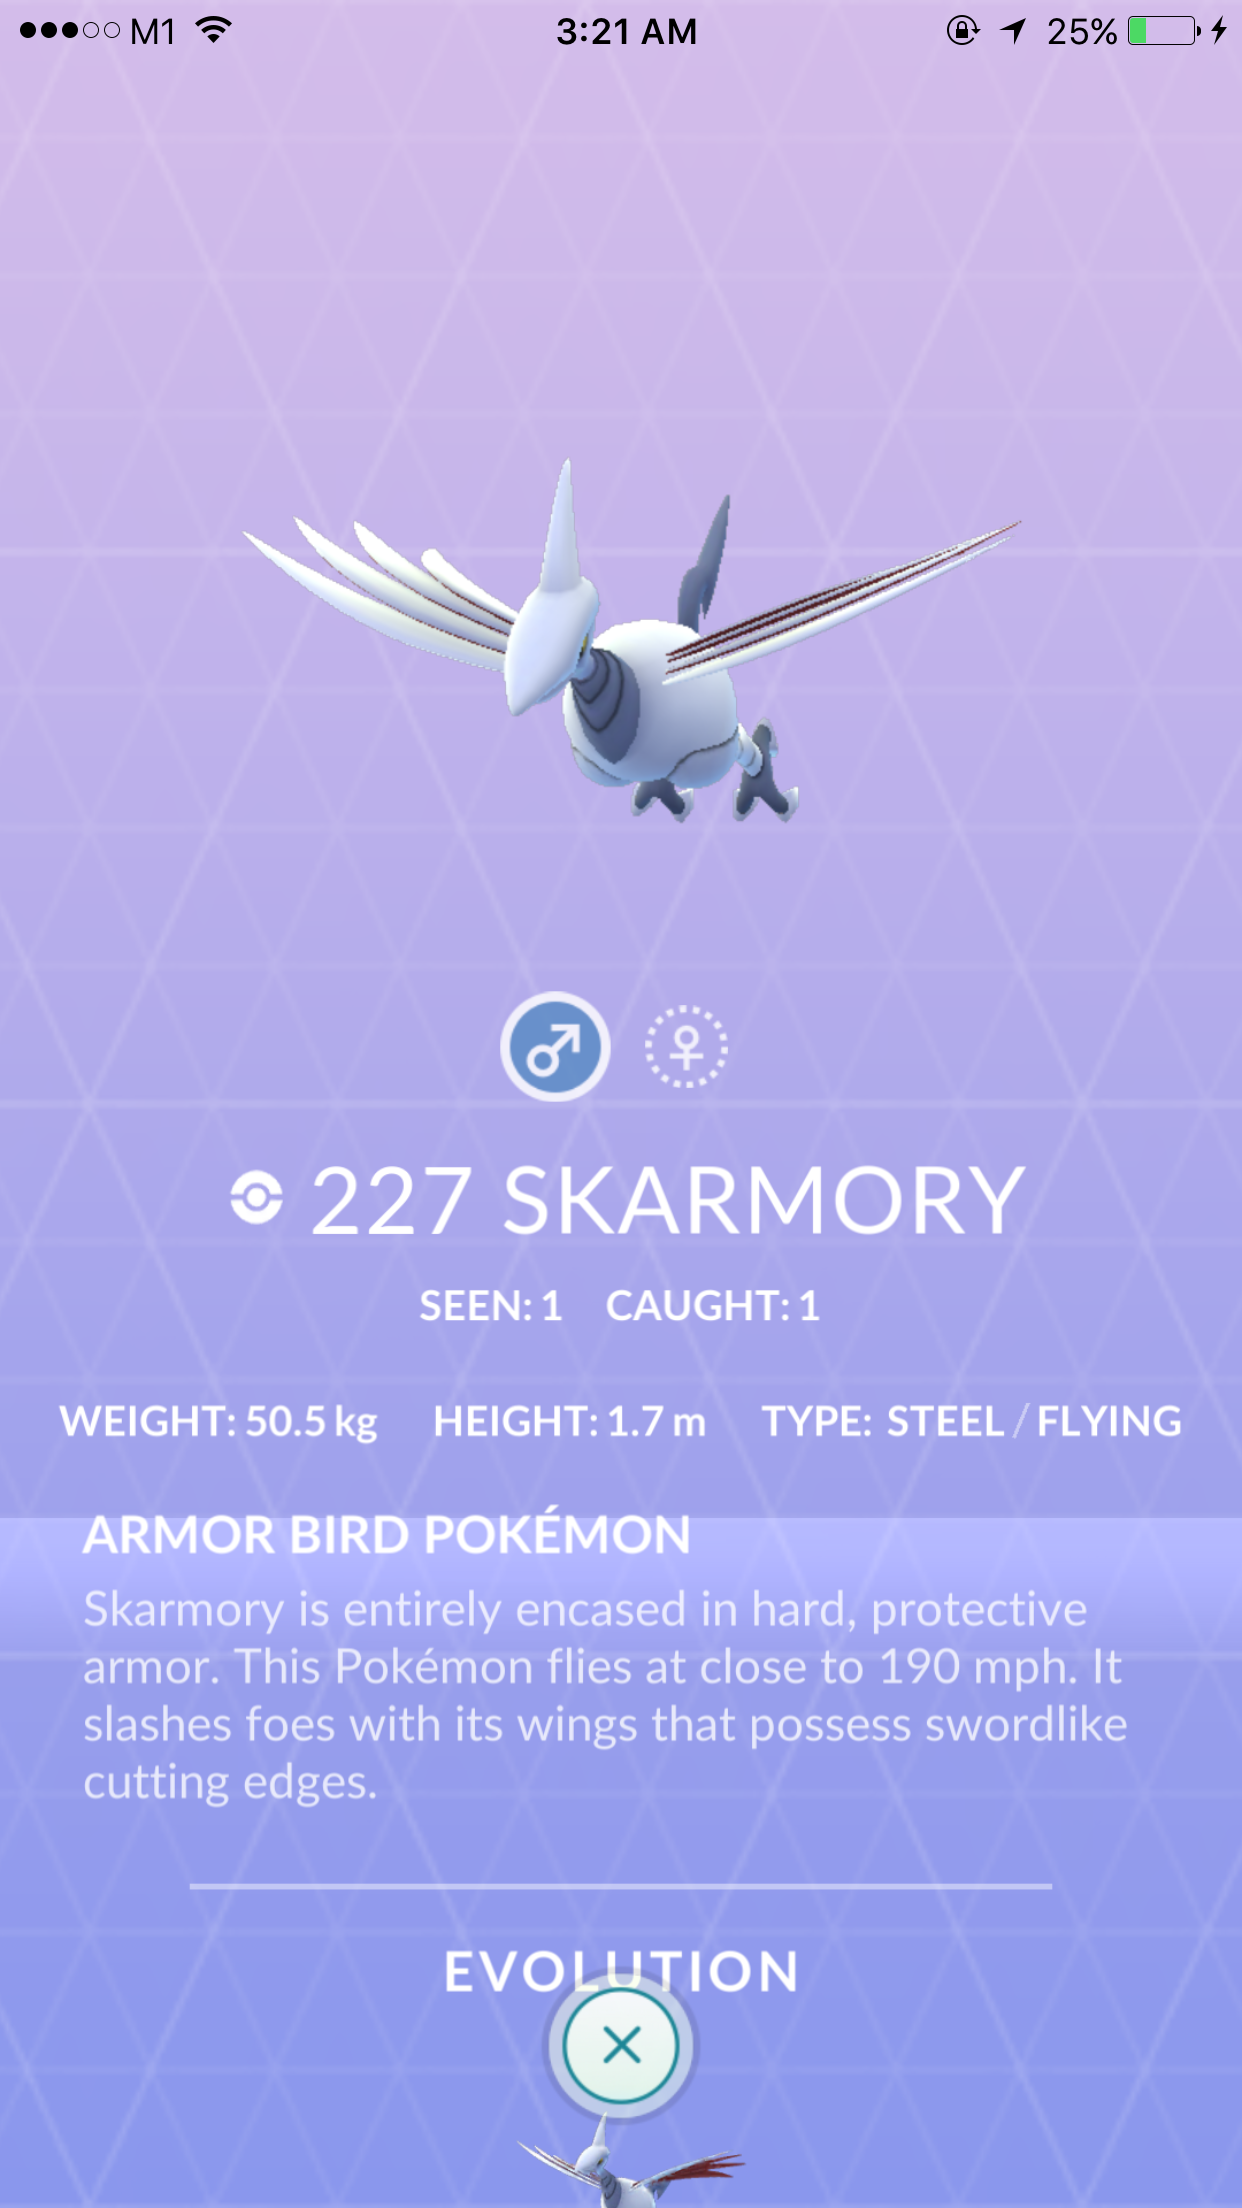 M1 3:21 AM 25%
227 SKARMORY
SEEN: 1 CAUGHT: 1
WEIGHT: 50.5 kg HEIGHT: 1.7 m TYPE: STEEL / FLYING
ARMOR BIRD POKÉMON
Skarmory is entirely encased in hard, protective
armor. This Pokémon flies at close to 190 mph. It
slashes foes with its wings that possess swordlike
cutting edges.
EVOLUTION